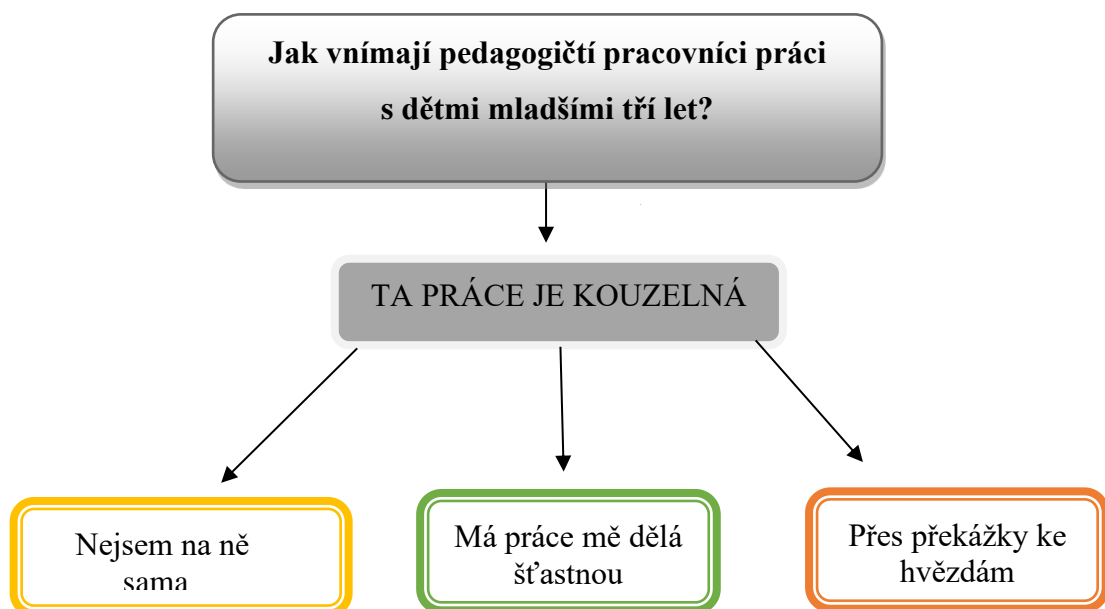 Jak vnímají pedagogičtí pracovníci práci
s dětmi mladšími tří let?
TA PRÁCE JE KOUZELNÁ
Nejsem na ně
sama
Má práce mě dělá
šťastnou
Přes překážky ke
hvězdám